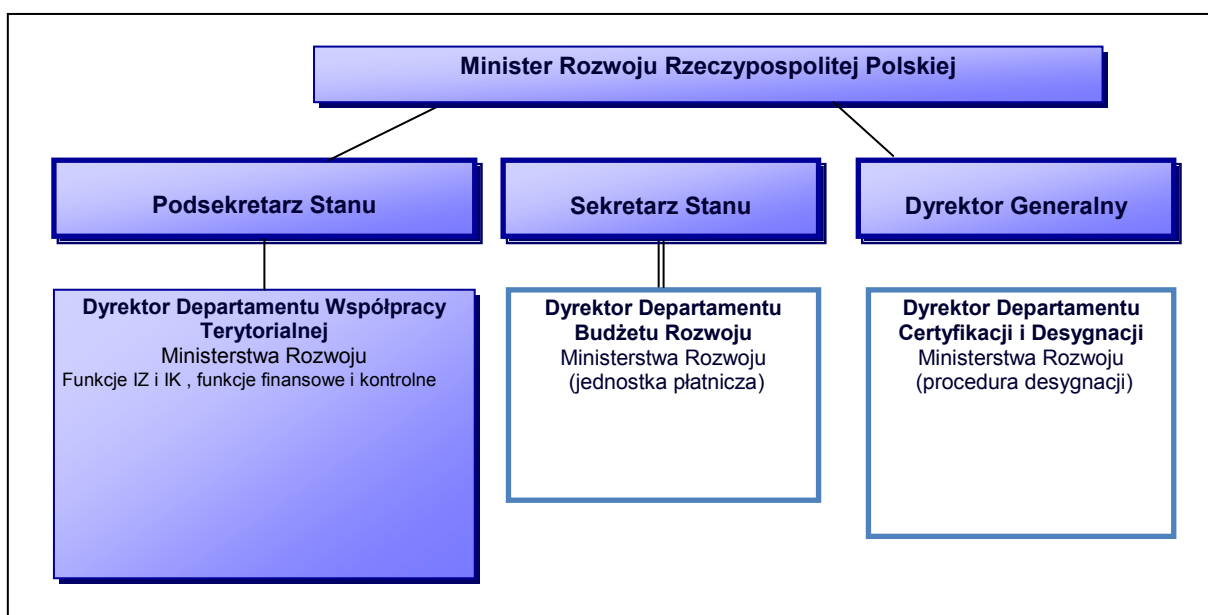 Minister Rozwoju Rzeczypospolitej Polskiej
Podsekretarz Stanu
Sekretarz Stanu
Dyrektor Generalny
Dyrektor Departamentu Współpracy
Terytorialnej
Ministerstwa Rozwoju
Funkcje IZ i IK , funkcje finansowe i kontrolne
Dyrektor Departamentu
Budżetu Rozwoju
Ministerstwa Rozwoju
(jednostka płatnicza)
Dyrektor Departamentu
Certyfikacji i Desygnacji
Ministerstwa Rozwoju
(procedura desygnacji)